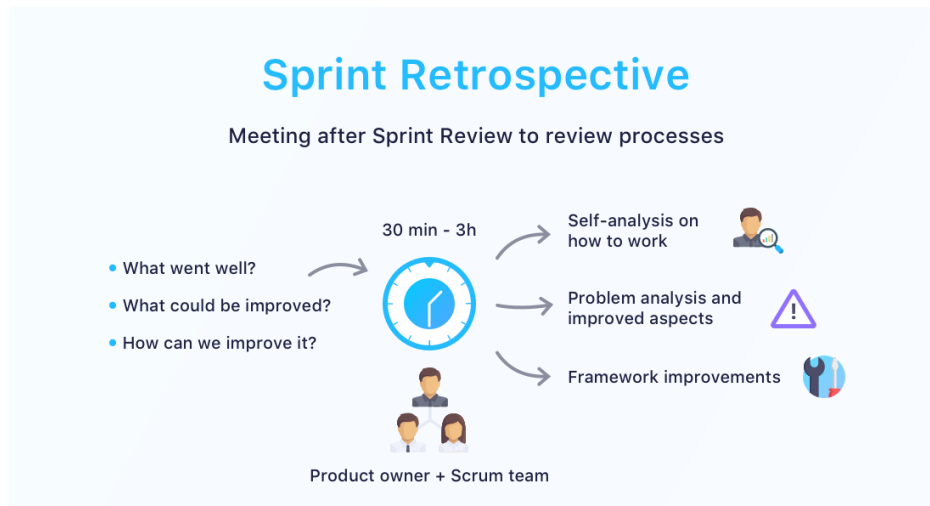 Sprint Retrospective
Meeting after Sprint Review to review processes
What went well?
What could be improved?
How can we improve it?
30 min - 3h
Product owner + Scrum team
Self-analysis on
how to work
Problem analysis and
improved aspects
Framework improvements